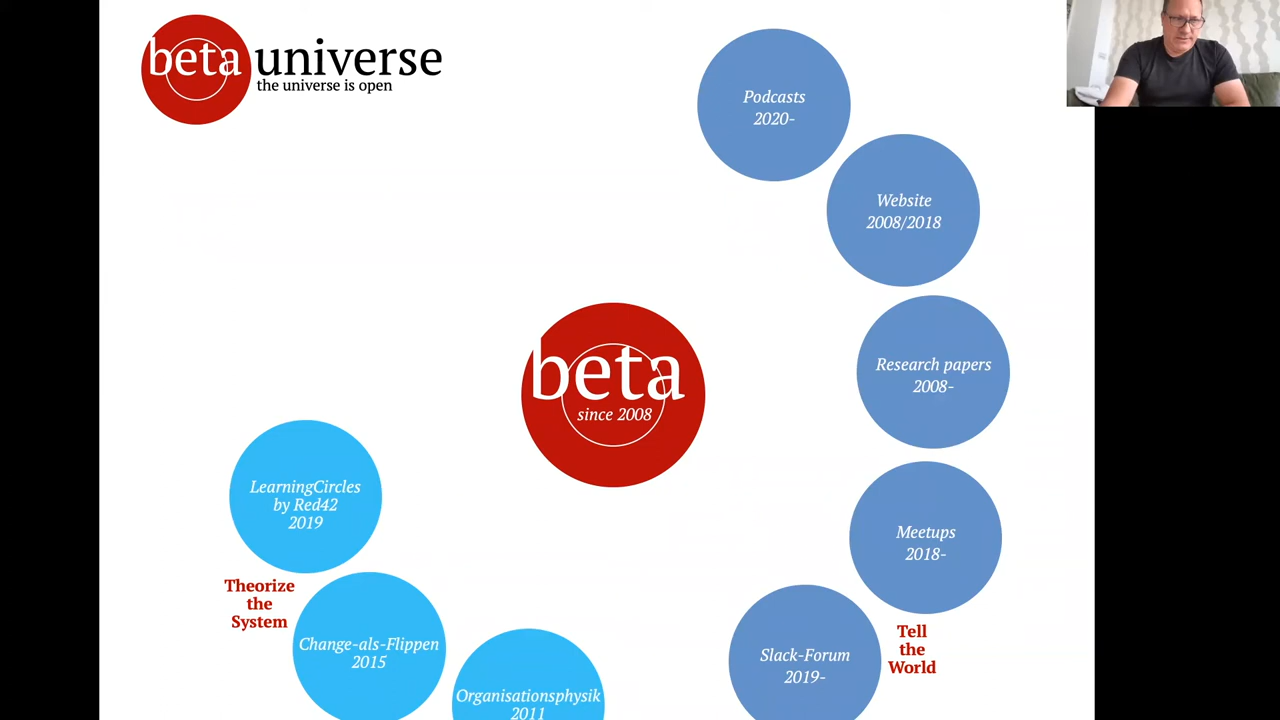 beta universe
the universe is open
Podcasts
2020-
Website
2008/2018
Research papers
2008-
beta
since 2008
LearningCircles
by Red42
2019
Meetups
2018-
Theorize
the
System
Tell
the
World
Change-als-Flippen
2015
Slack-Forum
2019-
Organisationsphysik
2011